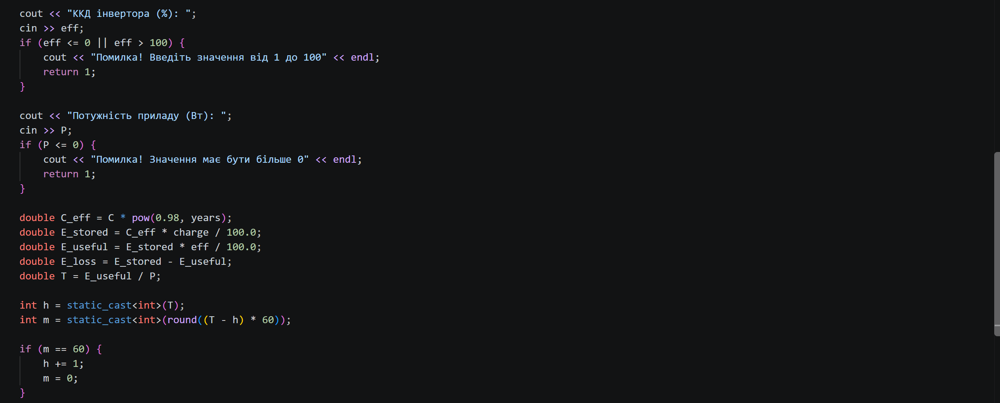 cout << "ККД інвертора (%): ";
cin >> eff;
if (eff <= 0 || eff > 100) {
    cout << "Помилка! Введіть значення від 1 до 100" << endl;
    return 1;
}
cout << "Потужність приладу (Вт): ";
cin >> P;
if (P <= 0) {
    cout << "Помилка! Значення має бути більше 0" << endl;
    return 1;
}
double C_eff = C * pow(0.98, years);
double E_stored = C_eff * charge / 100.0;
double E_useful = E_stored * eff / 100.0;
double E_loss = E_stored - E_useful;
double T = E_useful / P;
int h = static_cast<int>(T);
int m = static_cast<int>(round((T - h) * 60));
if (m == 60) {
    h += 1;
    m = 0;
}